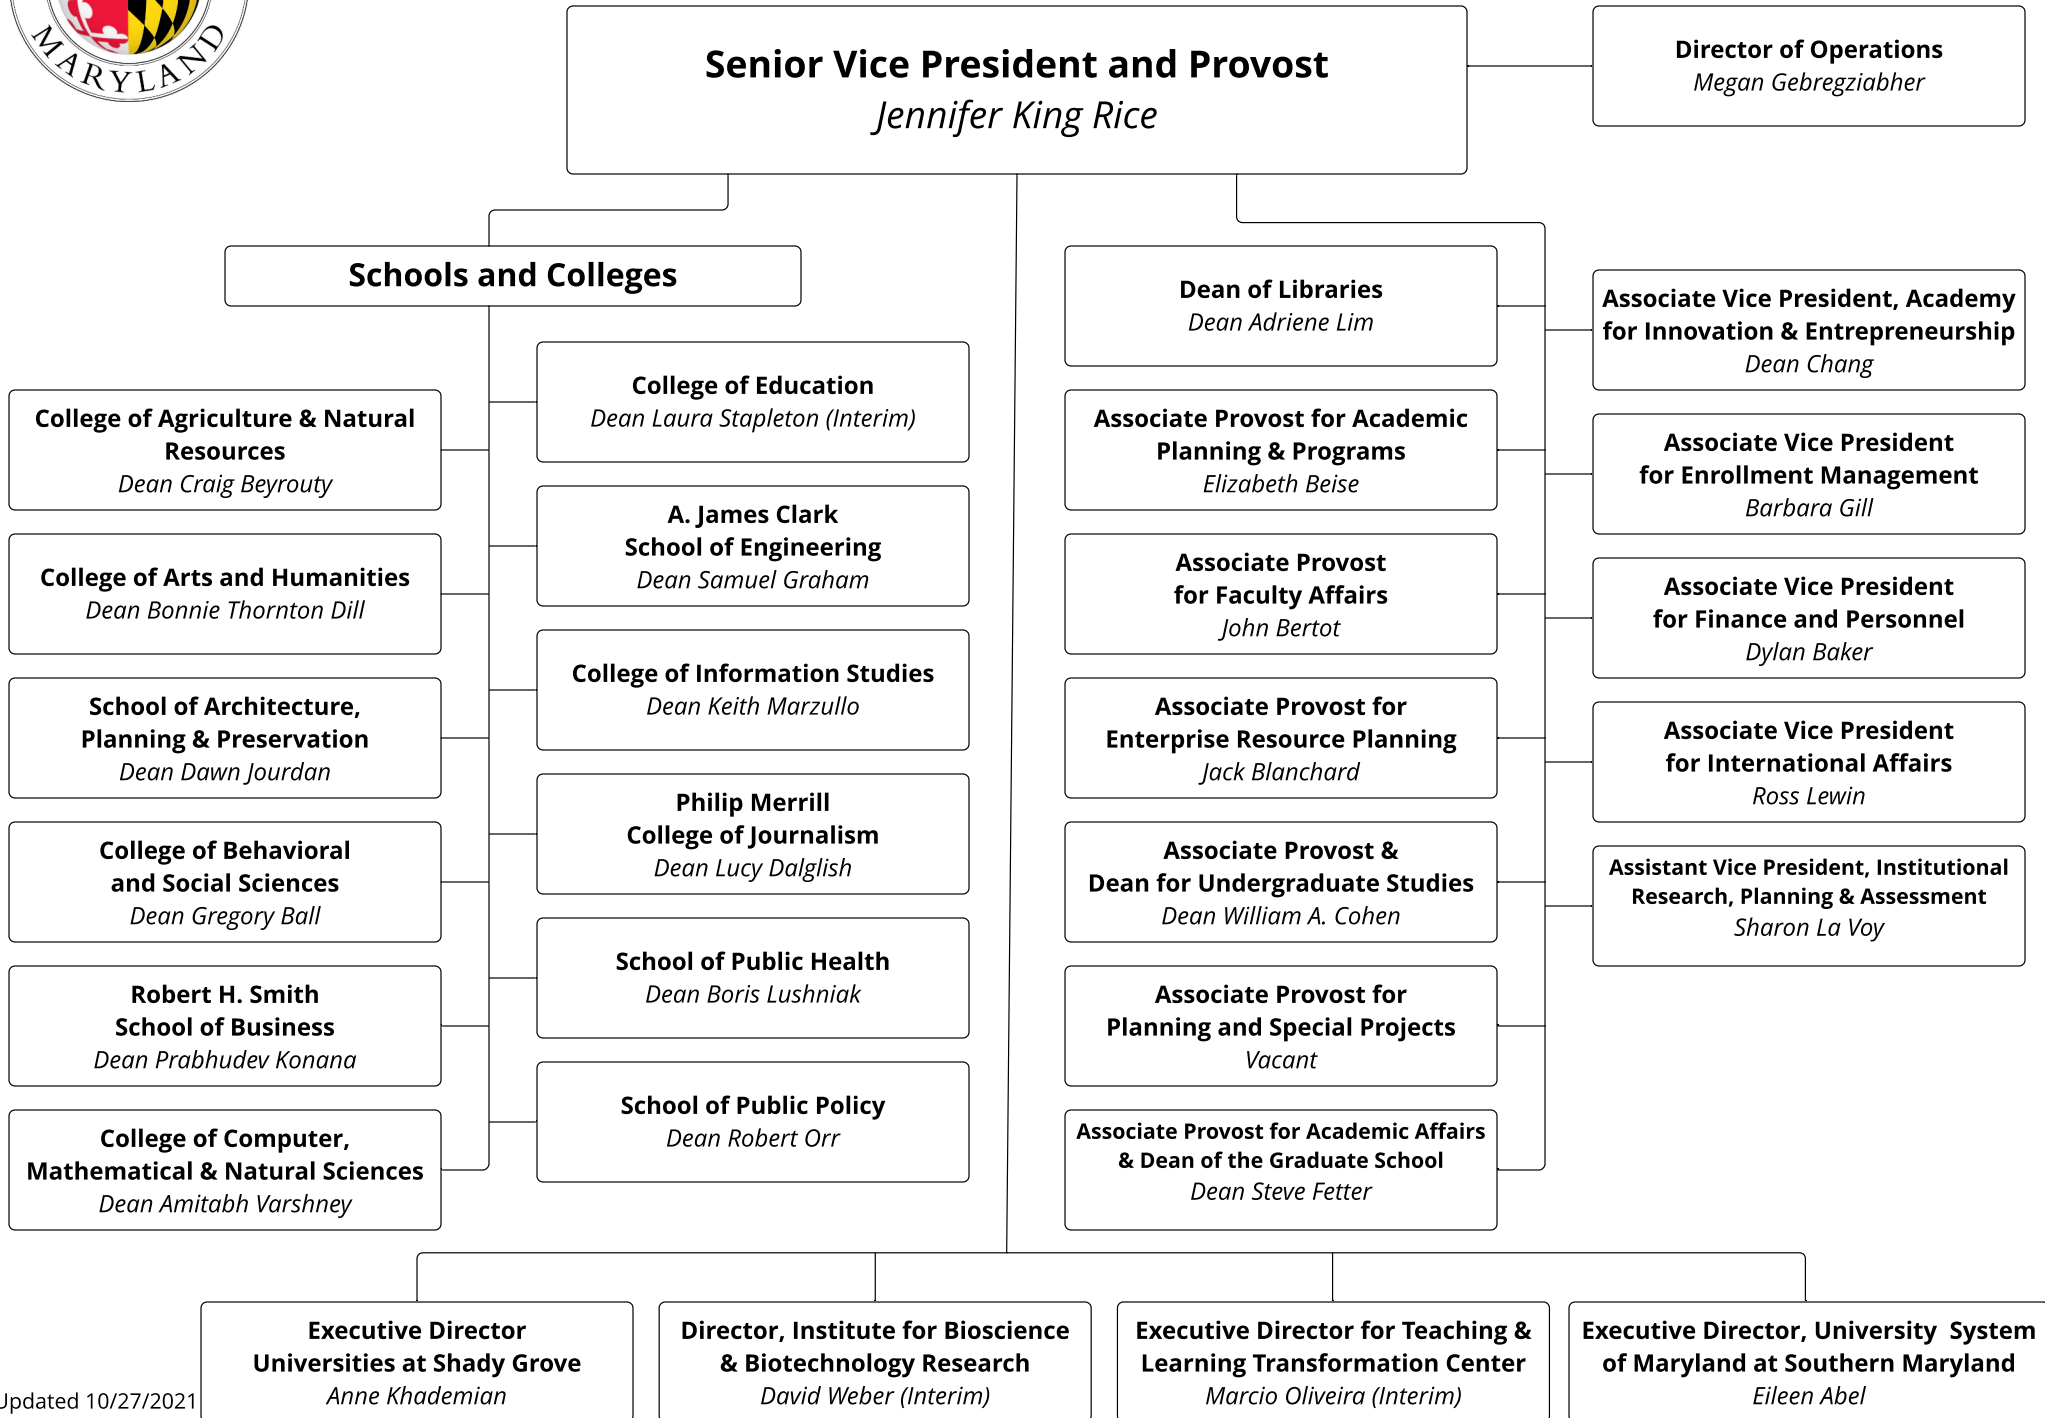 MARYLAND
Senior Vice President and Provost
Jennifer King Rice
Director of Operations
Megan Gebregziabher
Schools and Colleges
College of Agriculture & Natural
Resources
Dean Craig Beyrouty
College of Arts and Humanities
Dean Bonnie Thornton Dill
School of Architecture,
Planning & Preservation
Dean Dawn Jourdan
College of Behavioral
and Social Sciences
Dean Gregory Ball
Robert H. Smith
School of Business
Dean Prabhudev Konana
College of Computer,
Mathematical & Natural Sciences
Dean Amitabh Varshney
College of Education
Dean Laura Stapleton (Interim)
A. James Clark
School of Engineering
Dean Samuel Graham
College of Information Studies
Dean Keith Marzullo
Philip Merrill
College of Journalism
Dean Lucy Dalglish
School of Public Health
Dean Boris Lushniak
School of Public Policy
Dean Robert Orr
Dean of Libraries
Dean Adriene Lim
Associate Provost for Academic
Planning & Programs
Elizabeth Beise
Associate Provost
for Faculty Affairs
John Bertot
Associate Provost for
Enterprise Resource Planning
Jack Blanchard
Associate Provost &
Dean for Undergraduate Studies
Dean William A. Cohen
Associate Provost for
Planning and Special Projects
Vacant
Associate Provost for Academic Affairs
& Dean of the Graduate School
Dean Steve Fetter
Associate Vice President, Academy
for Innovation & Entrepreneurship
Dean Chang
Associate Vice President
for Enrollment Management
Barbara Gill
Associate Vice President
for Finance and Personnel
Dylan Baker
Associate Vice President
for International Affairs
Ross Lewin
Assistant Vice President, Institutional
Research, Planning & Assessment
Sharon La Voy
Executive Director
Universities at Shady Grove
Anne Khademian
Director, Institute for Bioscience
& Biotechnology Research
David Weber (Interim)
Executive Director for Teaching &
Learning Transformation Center
Marcio Oliveira (Interim)
Executive Director, University System
of Maryland at Southern Maryland
Eileen Abel
Updated 10/27/2021